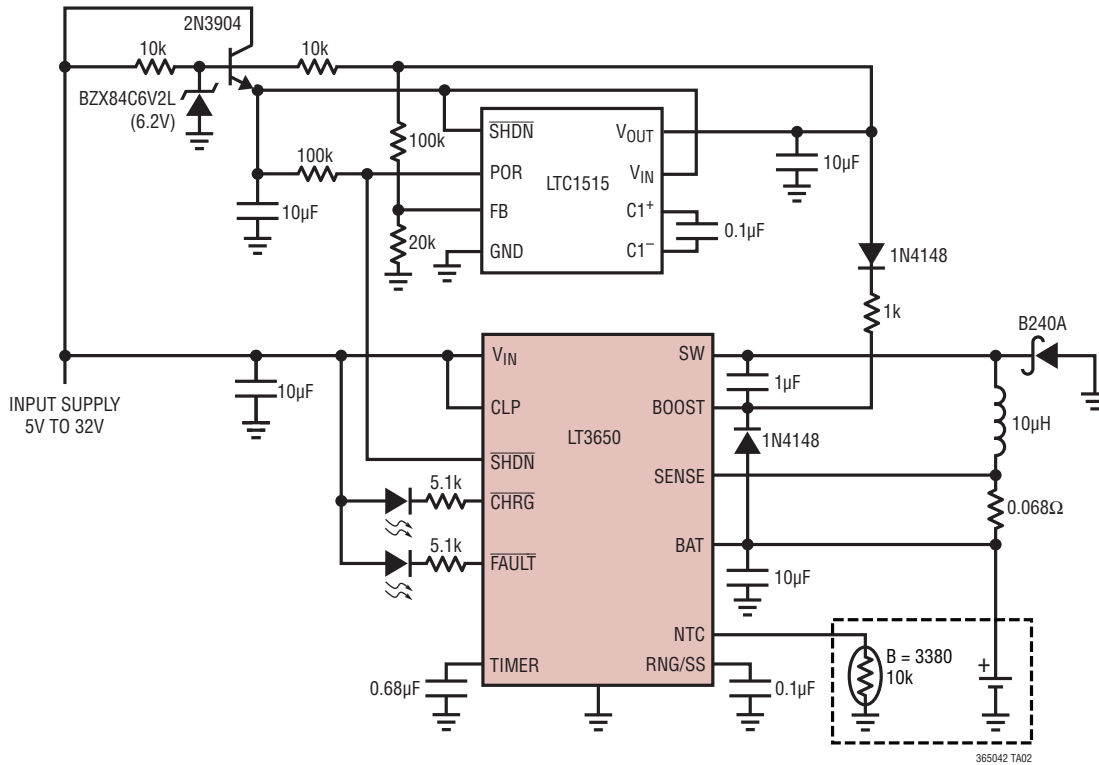 2N3904
10k
10k
BZX84C6V2L
(6.2V)
100k
100k
10µF
20k
SHDN
POR
FB
GND
LTC1515
VOUT
VIN
C1+
C1–
0.1µF
10µF
1N4148
1k
B240A
INPUT SUPPLY
5V TO 32V
10µF
VIN
CLP
SHDN
CHRG
FAULT
TIMER
LT3650
SW
BOOST
SENSE
BAT
NTC
RNG/SS
5.1k
5.1k
0.68µF
1µF
1N4148
10µH
0.068Ω
10µF
0.1µF
B = 3380
10k
+
365042 TA02